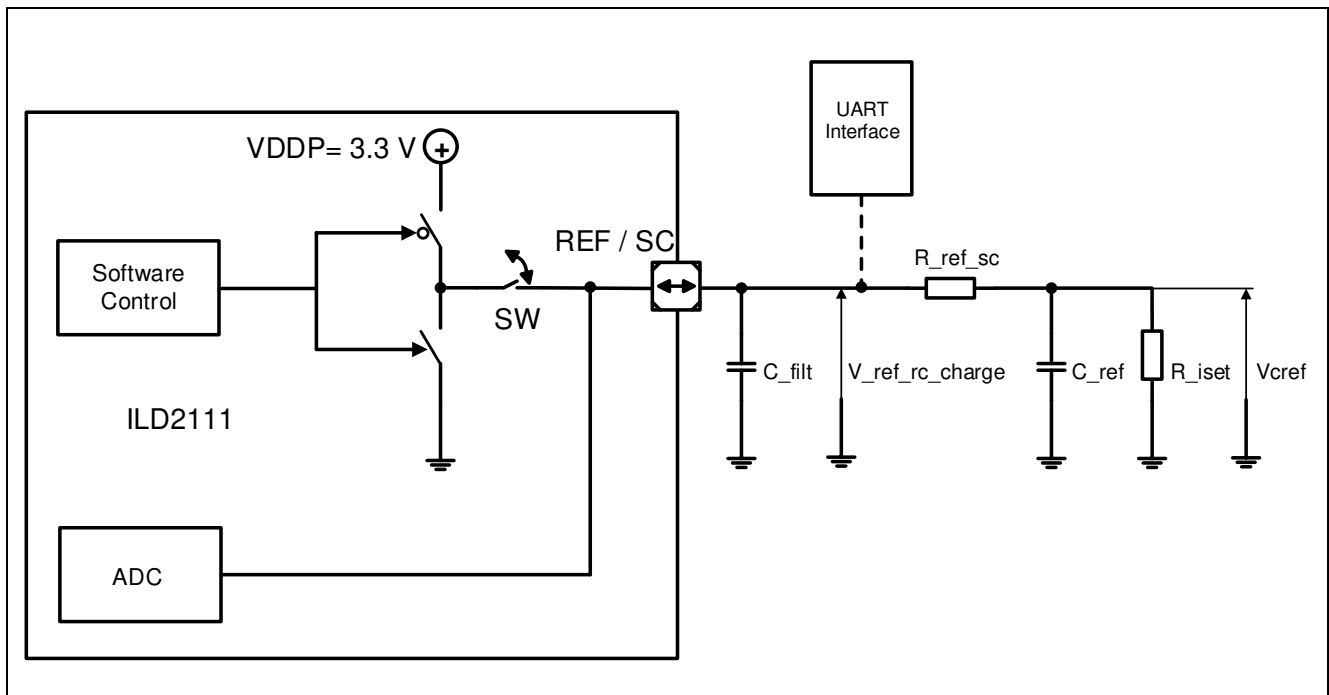 UART
Interface
VDDP= 3.3 V
+
REF / SC
R_ref_sc
Software
Control
SW
C_filt
V_ref_rc_charge
C_ref
R_iset
Vcref
ILD2111
ADC